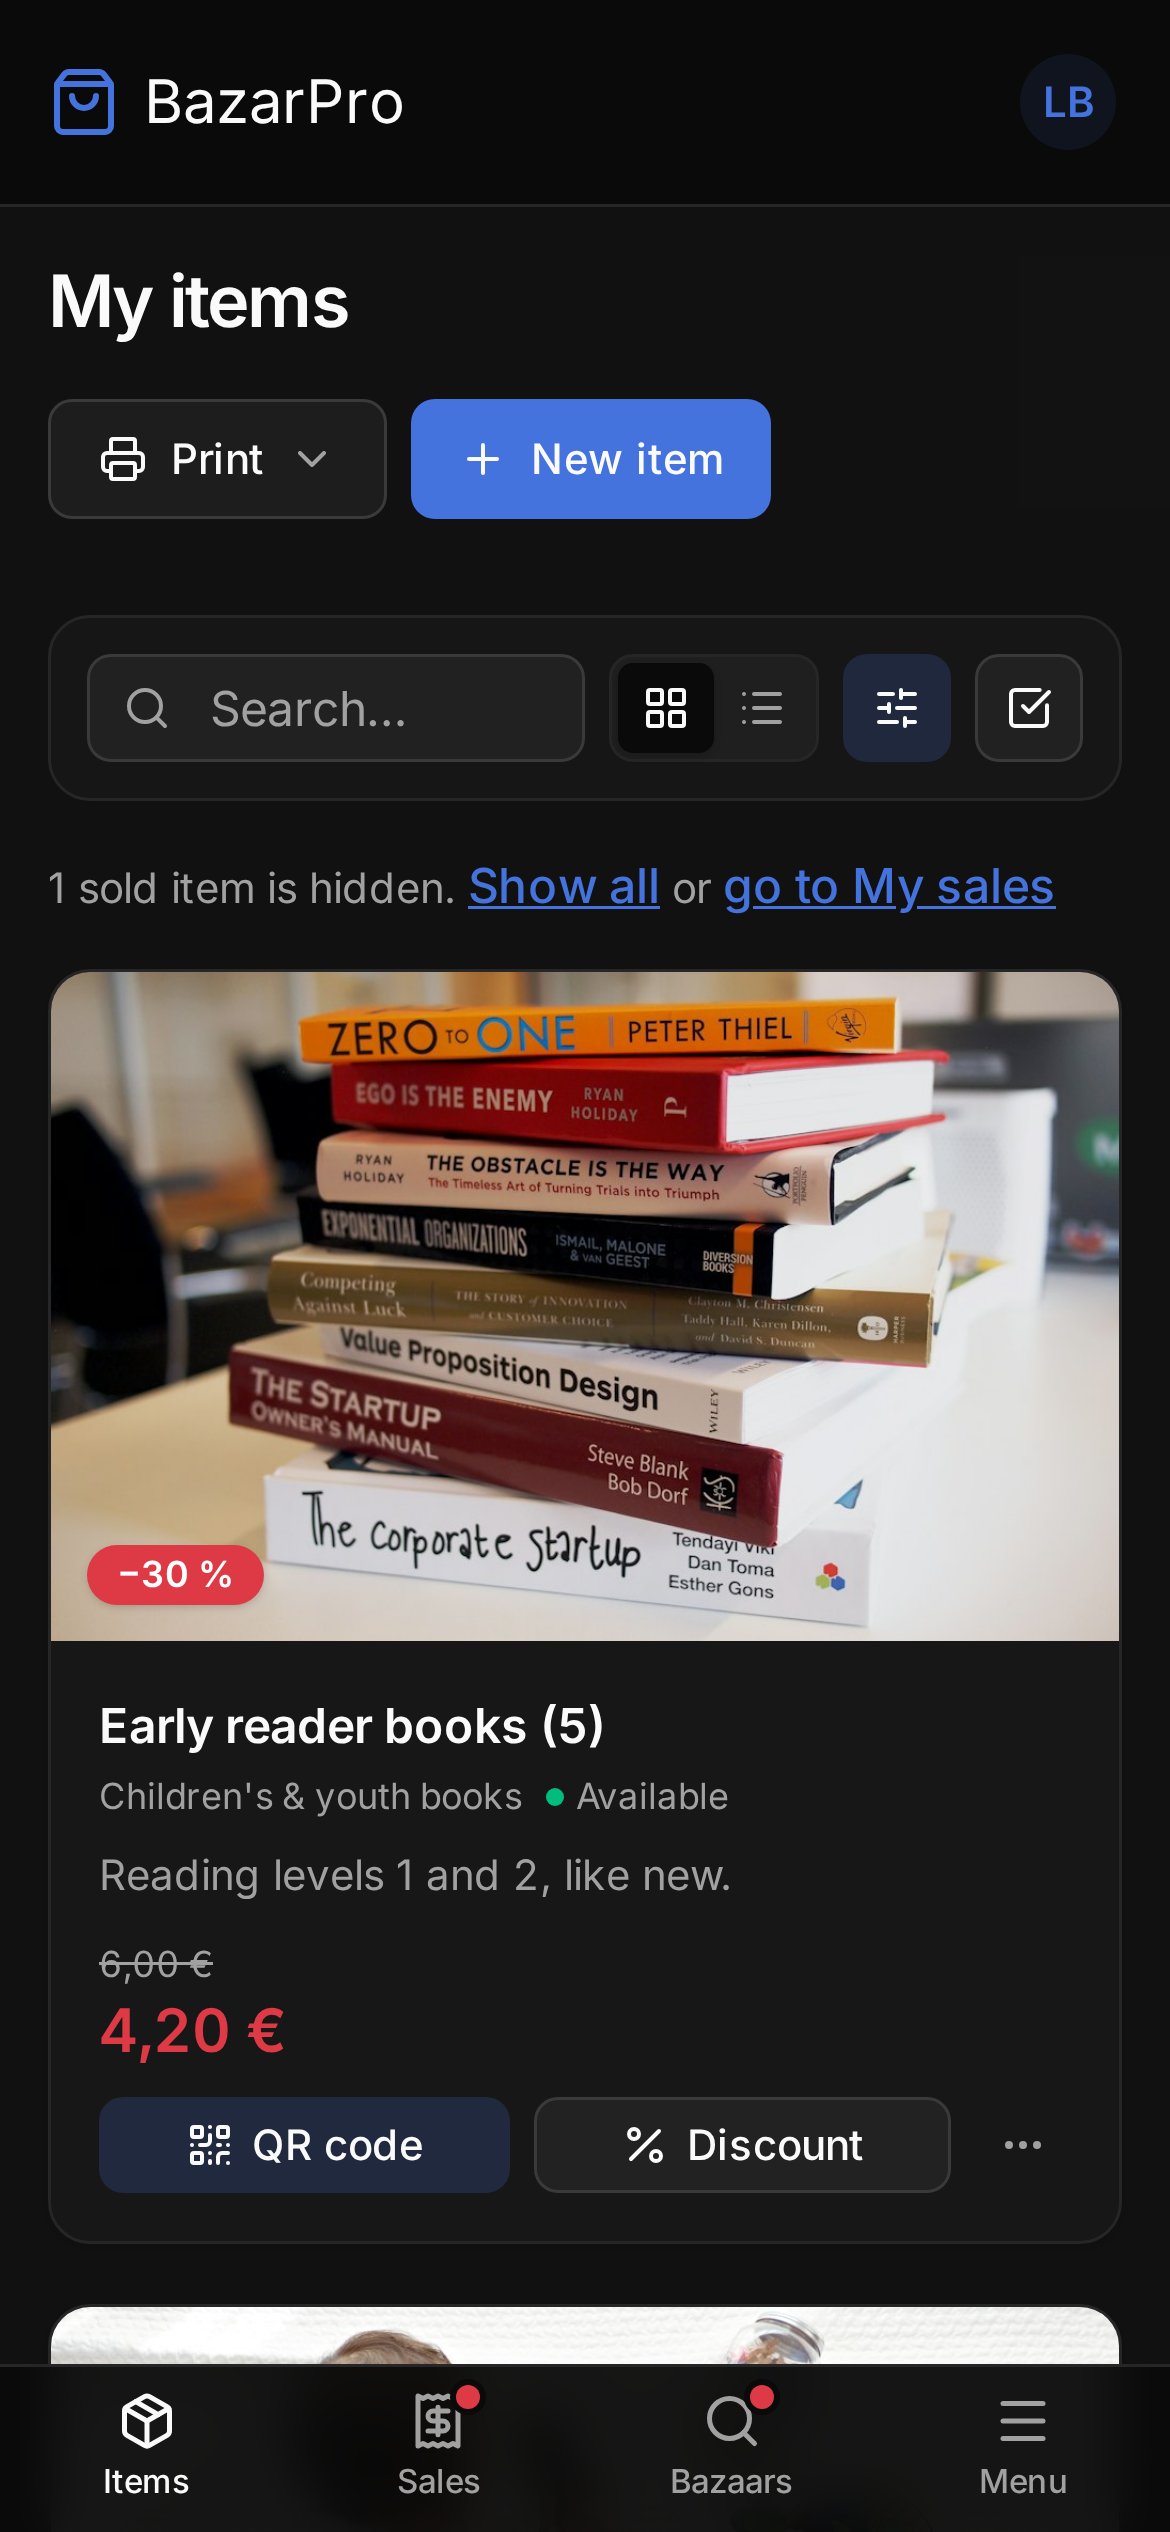 BazarPro
LB
My items
Print
New item
Search...
1 sold item is hidden. Show all or go to My sales
ZERO TO ONE PETER THIEL
EGO IS THE ENEMY RYAN HOLIDAY P
RYAN HOLIDAY THE OBSTACLE IS THE WAY
The Timeless Art of Turning Trials into Triumph
PORTFOLIO PENGUIN
EXPONENTIAL ORGANIZATIONS ISMAIL, MALONE & VAN GEEST DIVERSION BOOKS
Competing Against Luck THE STORY of INNOVATION and CUSTOMER CHOICE Clayton M. Christensen Taddy Hall, Karen Dillon, and David S. Duncan HARPER BUSINESS
Value Proposition Design WILEY
THE STARTUP OWNER'S MANUAL Steve Blank Bob Dorf
The Corporate Startup Tendayi Viki Dan Toma Esther Gons
−30 %
Early reader books (5)
Children's & youth books Available
Reading levels 1 and 2, like new.
6,00 €
4,20 €
QR code
Discount
Items
Sales
Bazaars
Menu